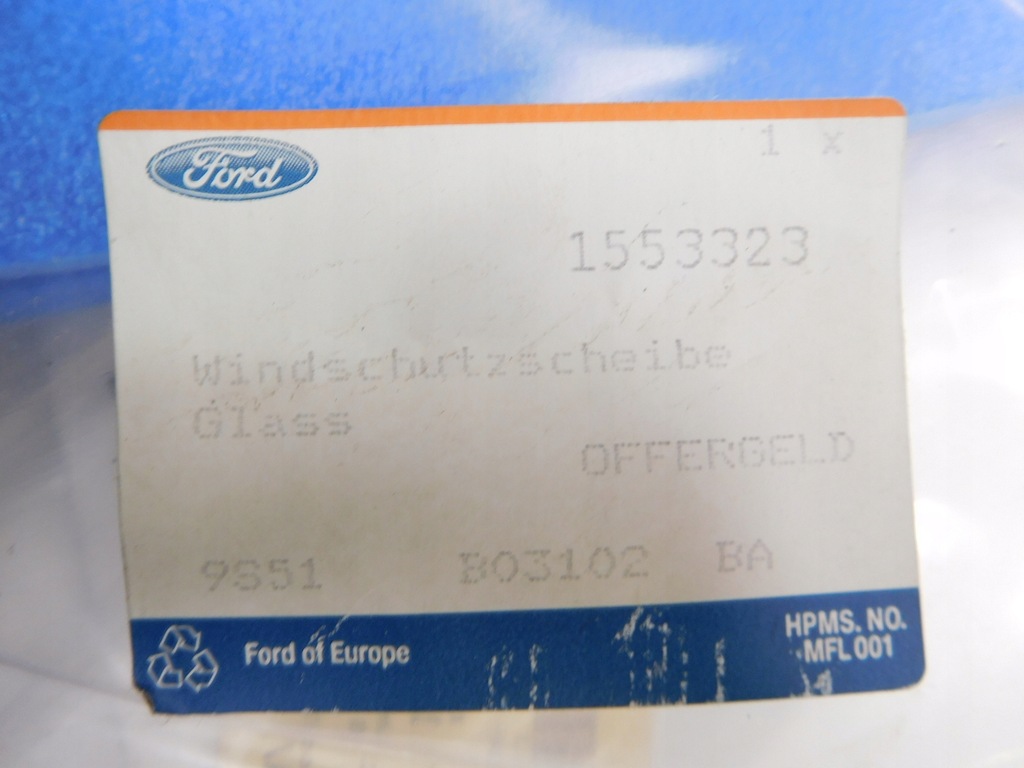 Ford
1 x
1553323
Windschutzscheibe
Glass
OFFERGELD
9S51 B03102 BA
Ford of Europe
HPMS. NO.
MFL 001